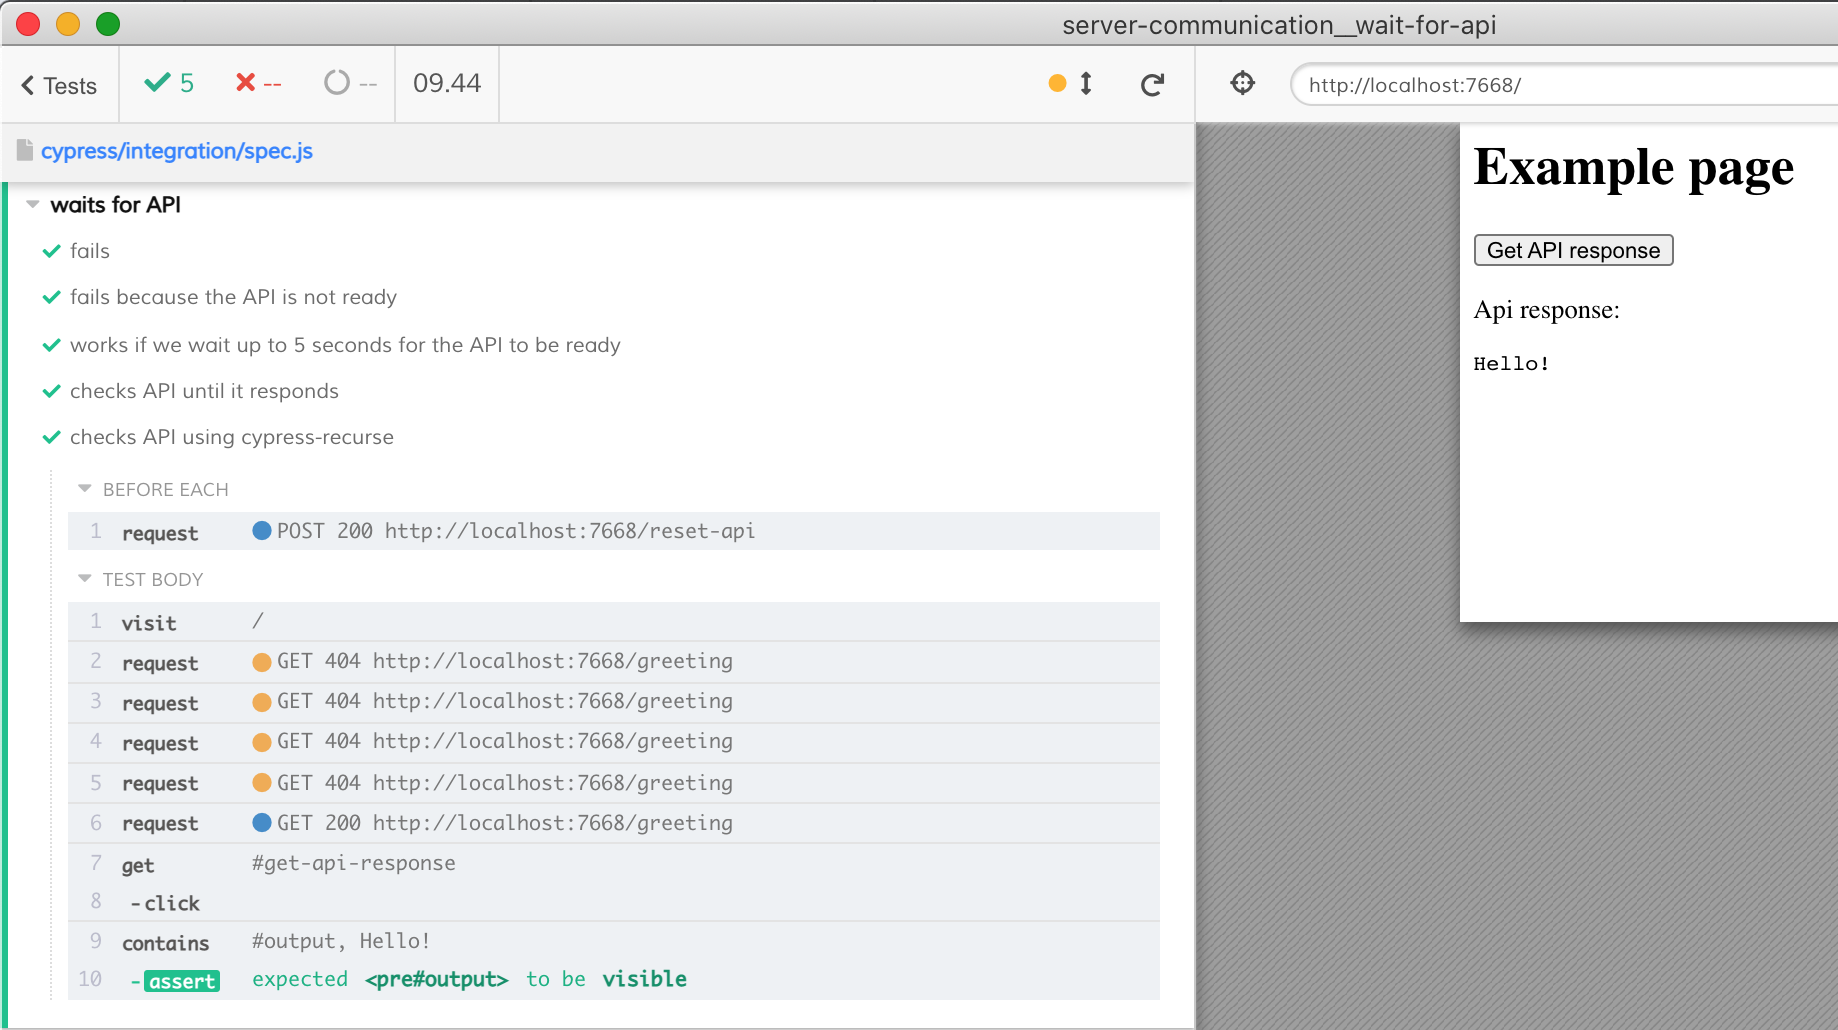 server-communication__wait-for-api
Tests 5 -- -- 09.44
http://localhost:7668/
cypress/integration/spec.js
waits for API
fails
fails because the API is not ready
works if we wait up to 5 seconds for the API to be ready
checks API until it responds
checks API using cypress-recurse
BEFORE EACH
1 request POST 200 http://localhost:7668/reset-api
TEST BODY
1 visit /
2 request GET 404 http://localhost:7668/greeting
3 request GET 404 http://localhost:7668/greeting
4 request GET 404 http://localhost:7668/greeting
5 request GET 404 http://localhost:7668/greeting
6 request GET 200 http://localhost:7668/greeting
7 get #get-api-response
8 -click
9 contains #output, Hello!
10 -assert expected <pre#output> to be visible
Example page
Get API response
Api response:
Hello!